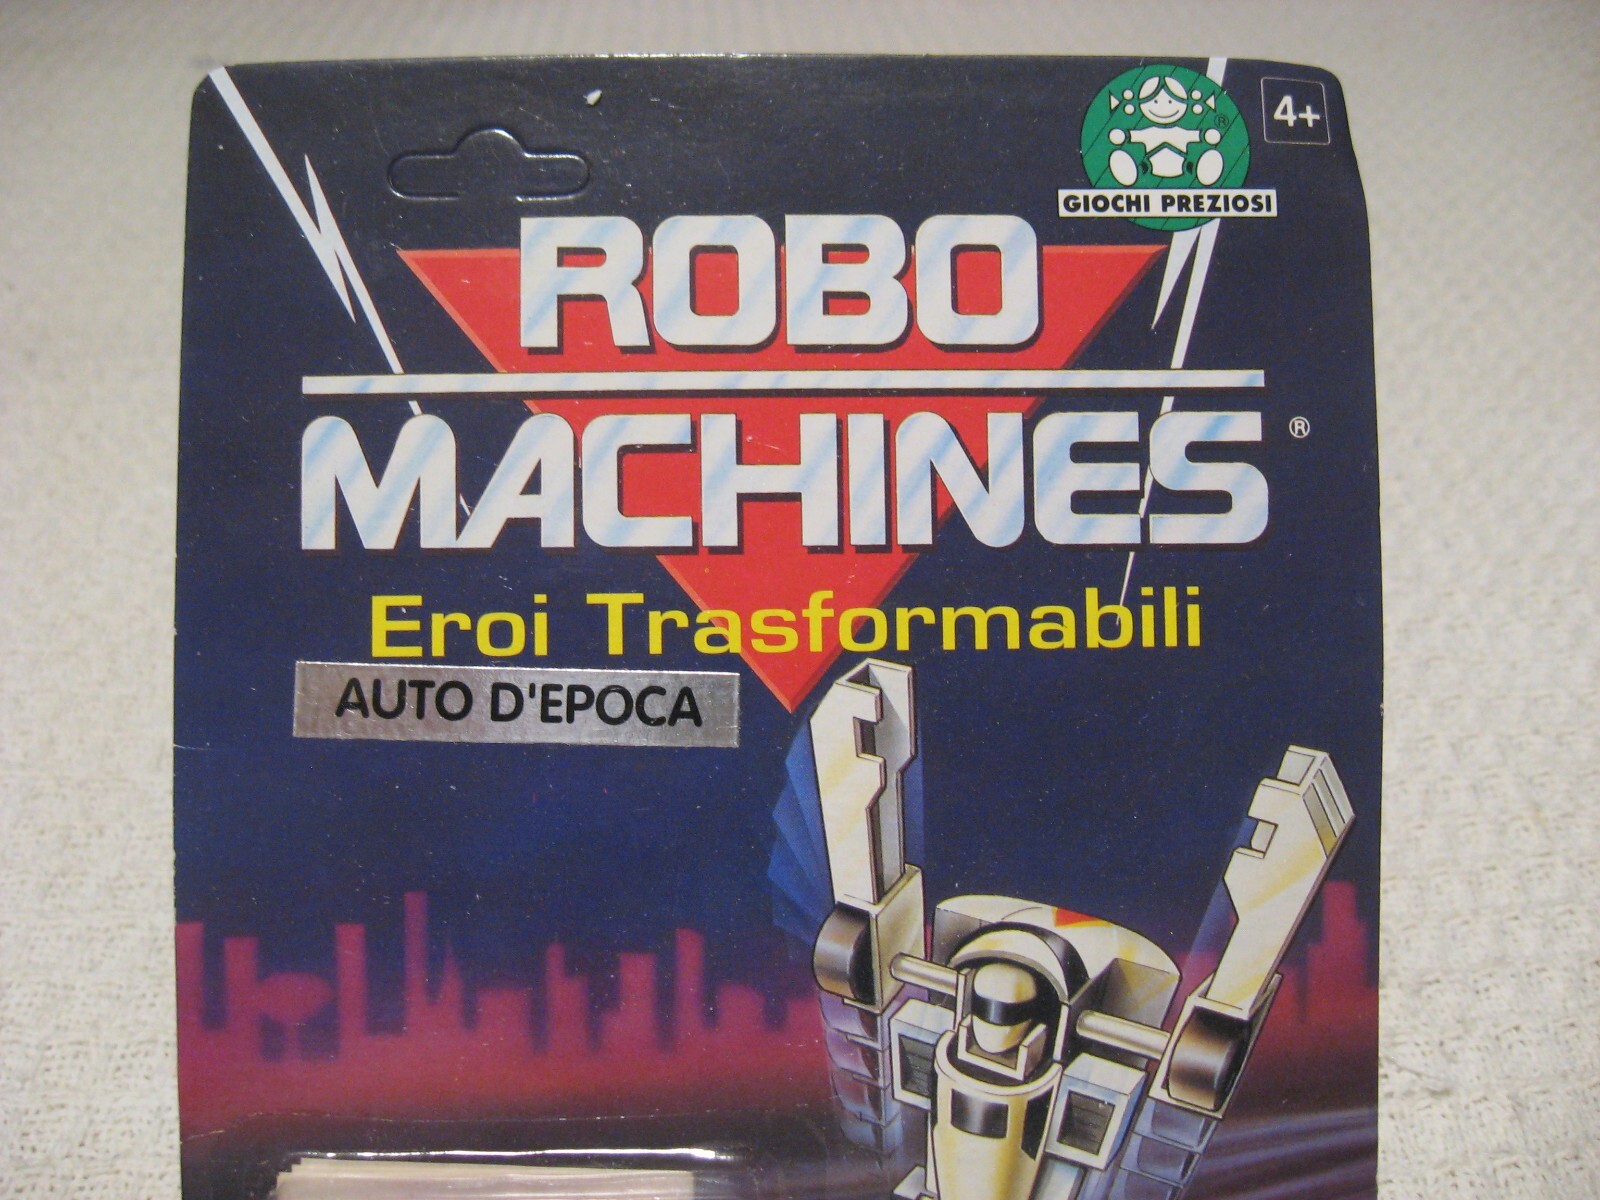 4+
®
GIOCHI PREZIOSI
ROBO
MACHINES ®
Eroi Trasformabili
AUTO D'EPOCA